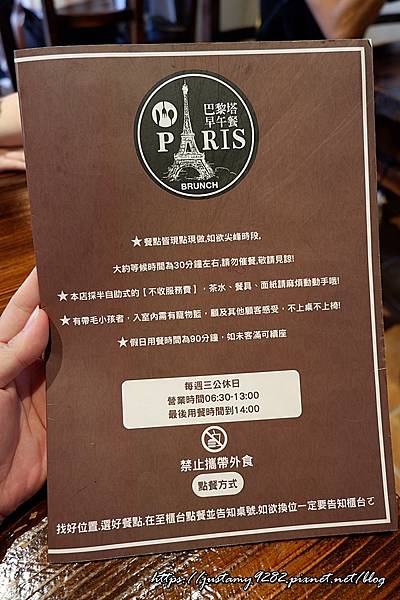 巴黎塔
早午餐
PARIS
BRUNCH
★餐點皆現點現做,如欲尖峰時段,
大約等候時間為30分鐘左右,請勿催餐,敬請見諒!
★本店採半自助式的【不收服務費】，茶水、餐具、面紙請麻煩動動手哦!
★有帶毛小孩者，入室內需有寵物籃，顧及其他顧客感受，不上桌不上椅!
★假日用餐時間為90分鐘，如未客滿可續座
每週三公休日
營業時間06:30-13:00
最後用餐時間到14:00
禁止攜帶外食
點餐方式
找好位置.選好餐點.在至櫃台點餐並告知桌號.如欲換位一定要告知櫃台ㄛ
https://justamy9282.pixnet.net/blog